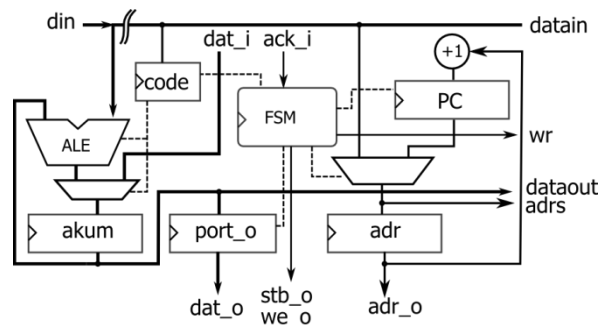 din
datain
dat_i
ack_i
+1
code
FSM
PC
ALE
wr
dataout
adrs
akum
port_o
adr
dat_o
stb_o
we_o
adr_o